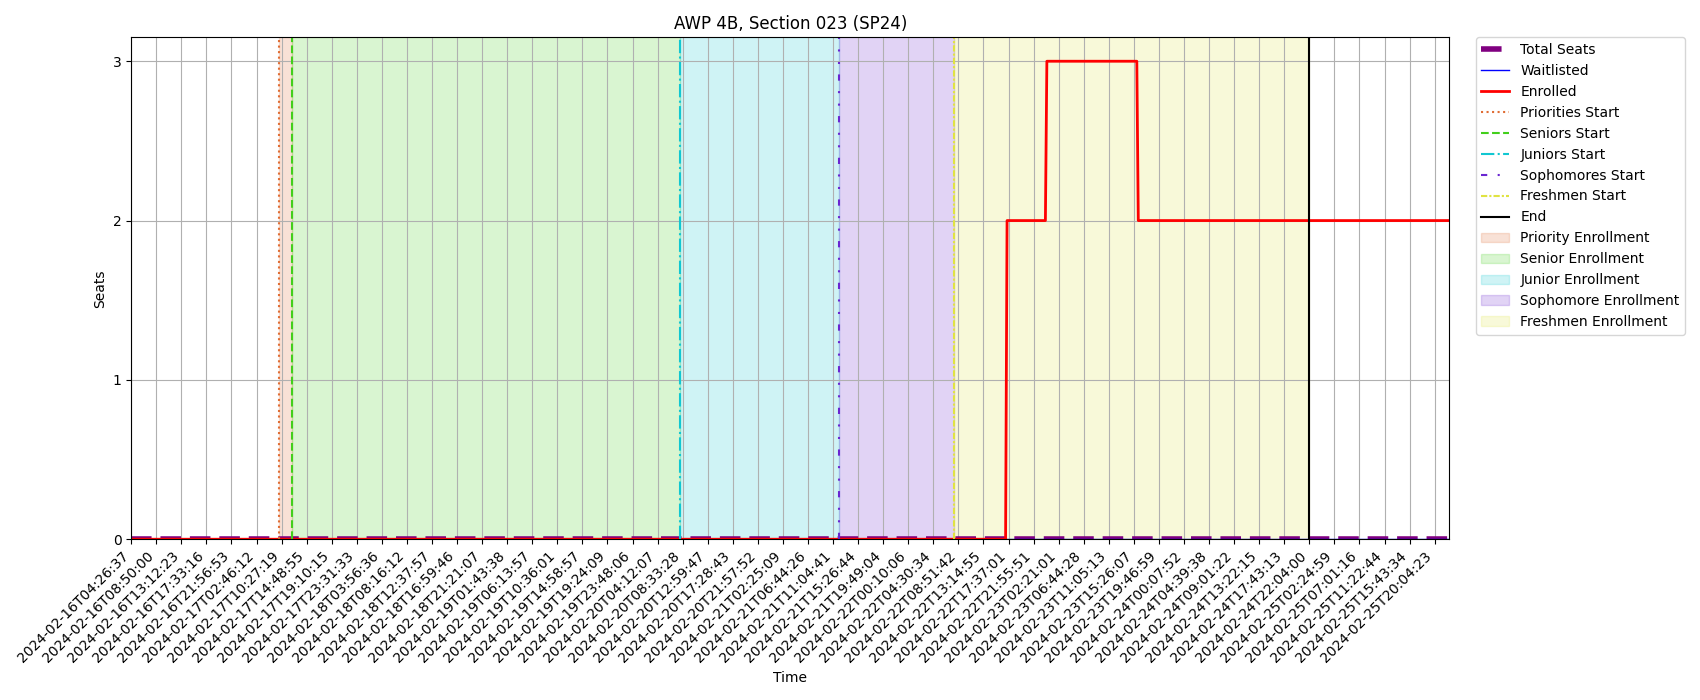 AWP 4B, Section 023 (SP24)
Seats
3
2
1
0
2024-02-16T04:26:37
2024-02-16T08:50:00
2024-02-16T13:12:23
2024-02-16T17:33:16
2024-02-16T21:56:53
2024-02-17T02:46:12
2024-02-17T10:27:19
2024-02-17T14:48:55
2024-02-17T19:10:15
2024-02-17T23:31:33
2024-02-18T03:56:36
2024-02-18T08:16:12
2024-02-18T12:37:57
2024-02-18T16:59:46
2024-02-18T21:21:07
2024-02-19T01:43:38
2024-02-19T06:13:57
2024-02-19T10:36:01
2024-02-19T14:58:57
2024-02-19T19:24:09
2024-02-19T23:48:06
2024-02-20T04:12:07
2024-02-20T08:33:28
2024-02-20T12:59:47
2024-02-20T17:28:43
2024-02-20T21:57:52
2024-02-21T02:25:09
2024-02-21T06:44:26
2024-02-21T11:04:41
2024-02-21T15:26:44
2024-02-21T19:49:04
2024-02-22T00:10:06
2024-02-22T04:30:34
2024-02-22T08:51:42
2024-02-22T13:14:55
2024-02-22T17:37:01
2024-02-22T21:55:51
2024-02-23T02:21:01
2024-02-23T06:44:28
2024-02-23T11:05:13
2024-02-23T15:26:07
2024-02-23T19:46:59
2024-02-24T00:07:52
2024-02-24T04:39:38
2024-02-24T09:01:22
2024-02-24T13:22:15
2024-02-24T17:43:13
2024-02-24T22:04:00
2024-02-25T02:24:59
2024-02-25T07:01:16
2024-02-25T11:22:44
2024-02-25T15:43:34
2024-02-25T20:04:23
Time
Total Seats
Waitlisted
Enrolled
Priorities Start
Seniors Start
Juniors Start
Sophomores Start
Freshmen Start
End
Priority Enrollment
Senior Enrollment
Junior Enrollment
Sophomore Enrollment
Freshmen Enrollment